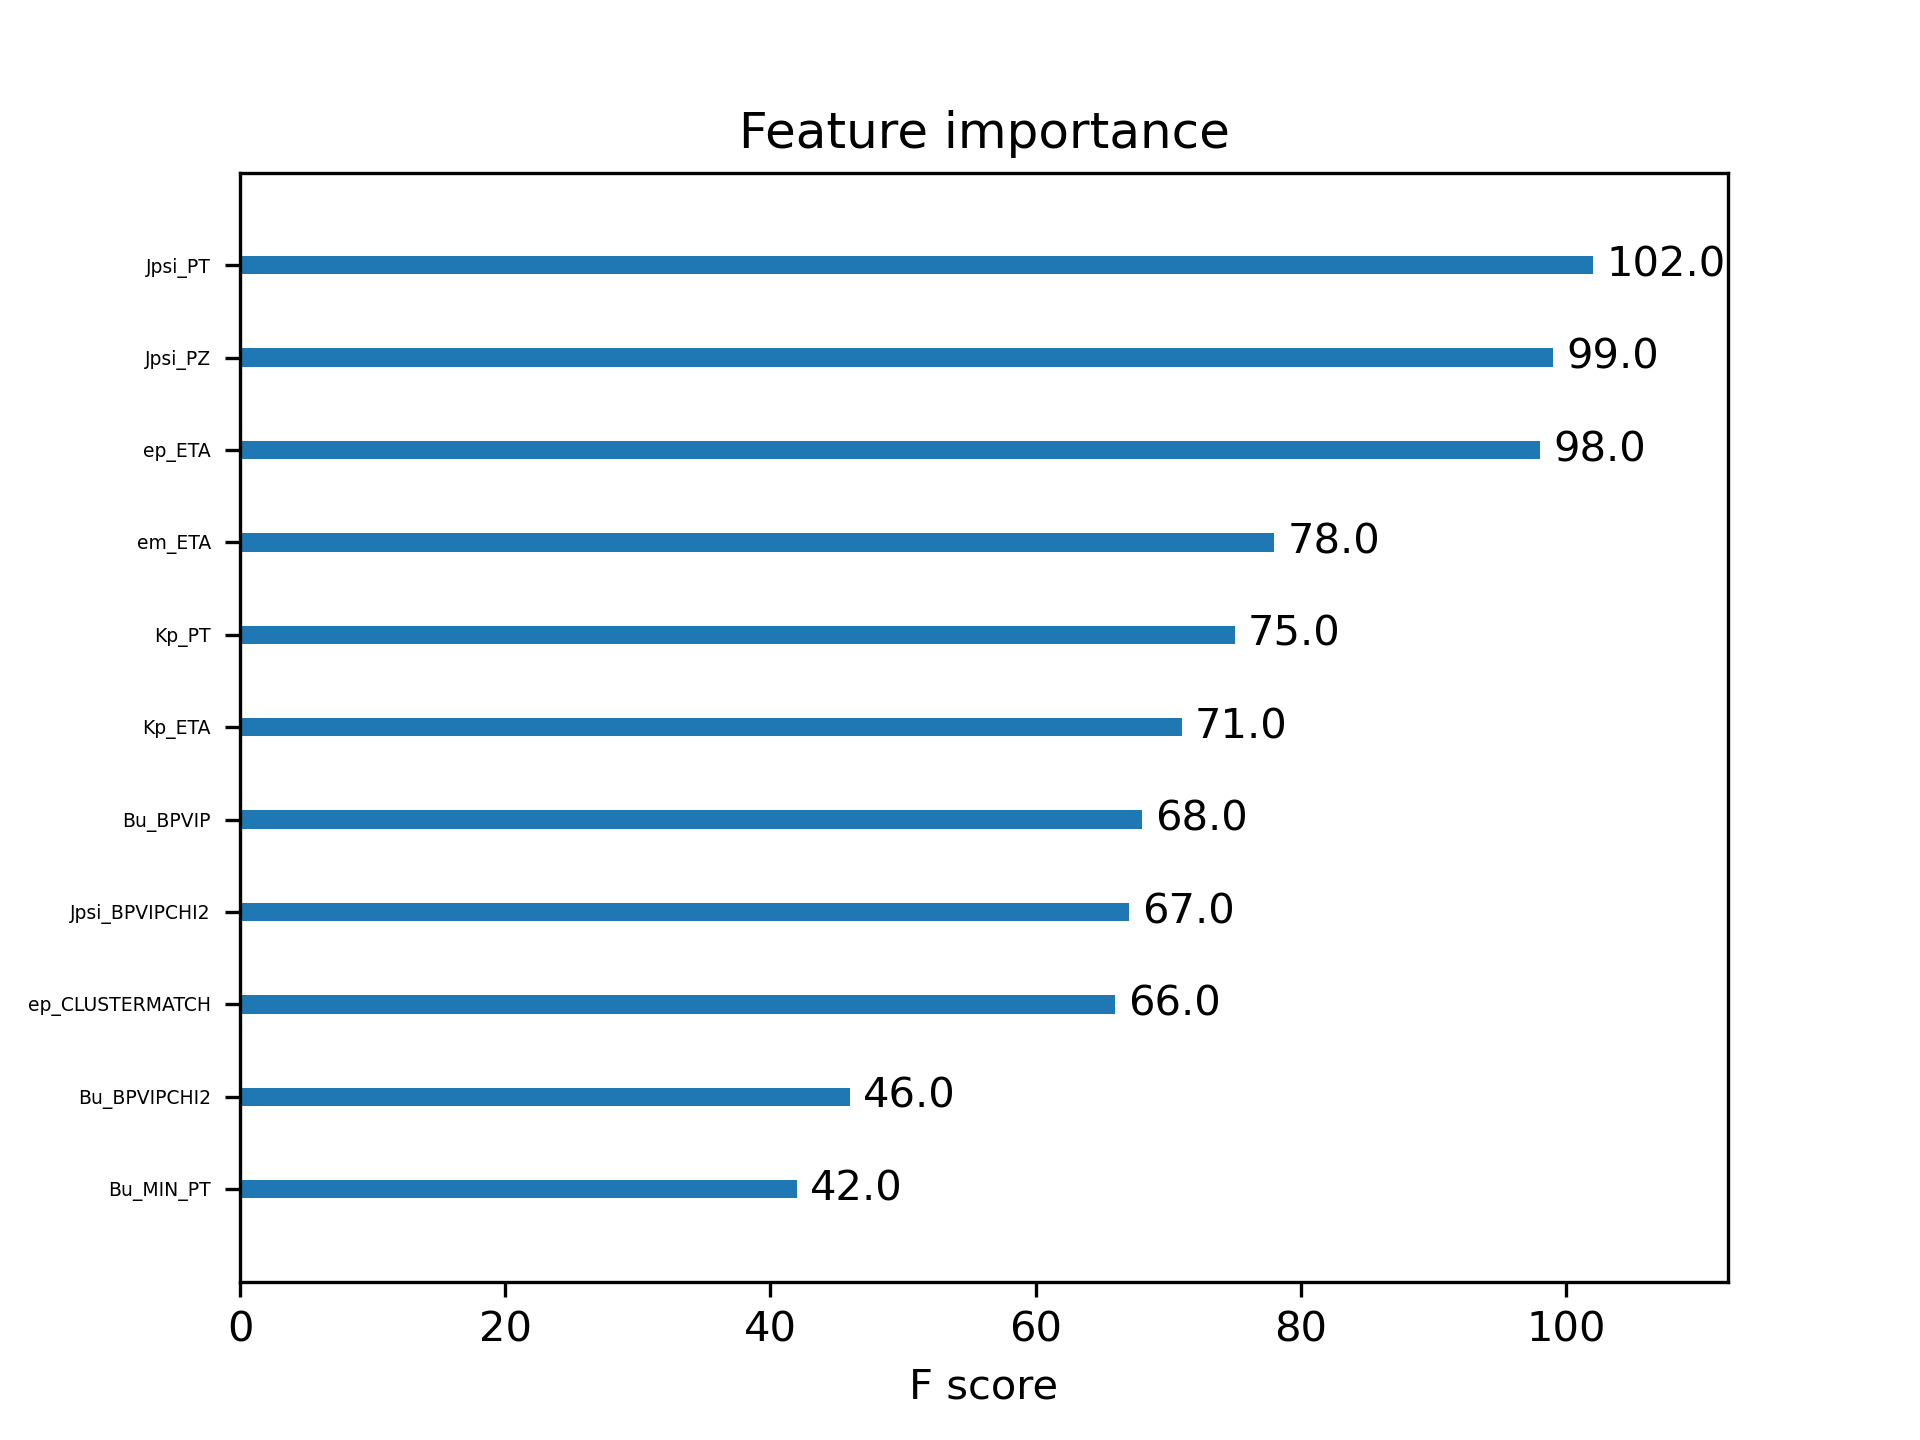 Feature importance
Jpsi_PT 102.0
Jpsi_PZ 99.0
ep_ETA 98.0
em_ETA 78.0
Kp_PT 75.0
Kp_ETA 71.0
Bu_BPVIP 68.0
Jpsi_BPVIPCHI2 67.0
ep_CLUSTERMATCH 66.0
Bu_BPVIPCHI2 46.0
Bu_MIN_PT 42.0
0 20 40 60 80 100
F score